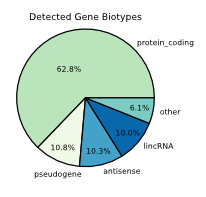 Detected Gene Biotypes
protein_coding
62.8%
6.1%
other
10.0%
lincRNA
10.8%
10.3%
pseudogene
antisense